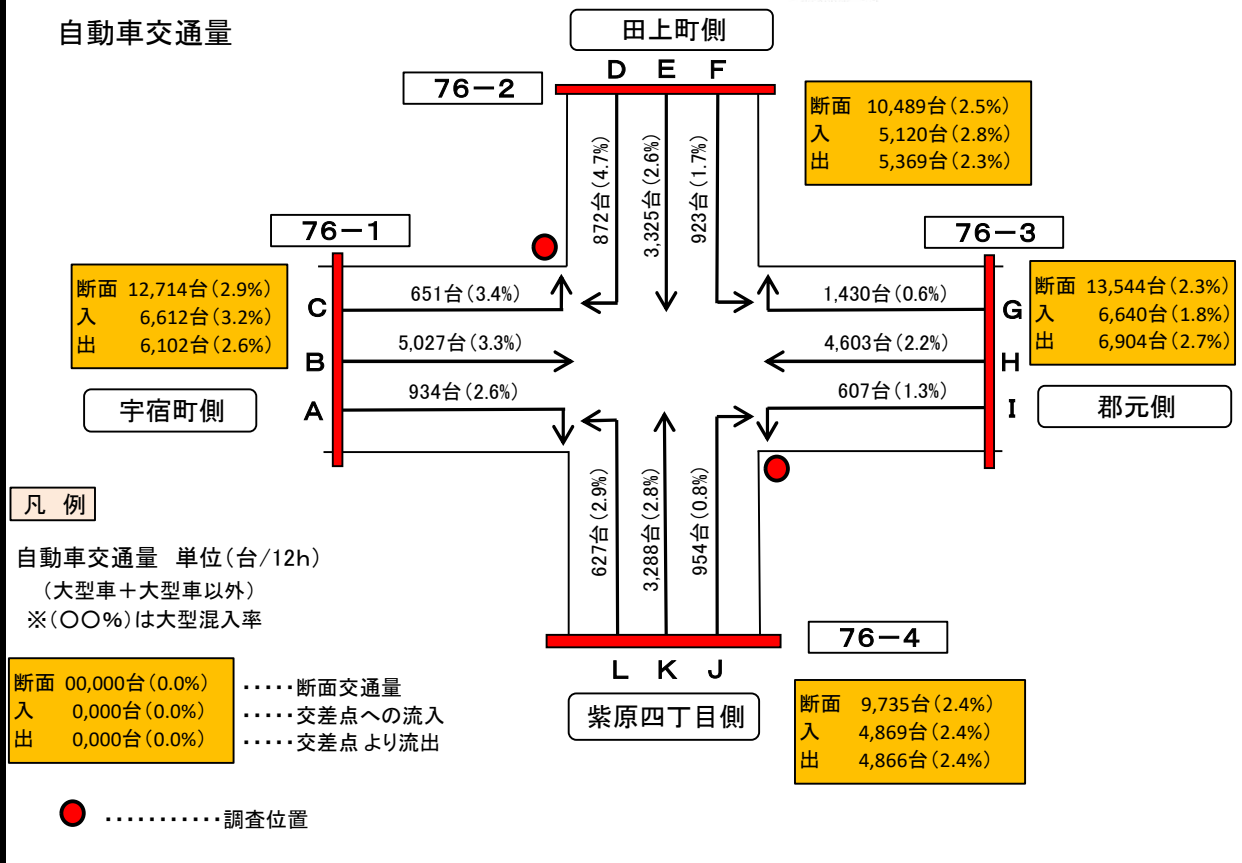 自動車交通量
田上町側
D E F
76－2
断面 10,489台(2.5%)
入 5,120台(2.8%)
出 5,369台(2.3%)
872台(4.7%)
3,325台(2.6%)
923台(1.7%)
76－1
76－3
断面 12,714台(2.9%)
入 6,612台(3.2%)
出 6,102台(2.6%)
C
651台(3.4%)
B
5,027台(3.3%)
A
934台(2.6%)
宇宿町側
1,430台(0.6%)
G
4,603台(2.2%)
H
607台(1.3%)
I
断面 13,544台(2.3%)
入 6,640台(1.8%)
出 6,904台(2.7%)
郡元側
627台(2.9%)
3,288台(2.8%)
954台(0.8%)
L K J
76－4
紫原四丁目側
断面 9,735台(2.4%)
入 4,869台(2.4%)
出 4,866台(2.4%)
凡 例
自動車交通量 単位(台/12h)
(大型車＋大型車以外)
※(〇〇%)は大型混入率
断面 00,000台(0.0%) ・・・・・断面交通量
入 0,000台(0.0%) ・・・・・交差点への流入
出 0,000台(0.0%) ・・・・・交差点より流出
・・・・・・・・・・・調査位置